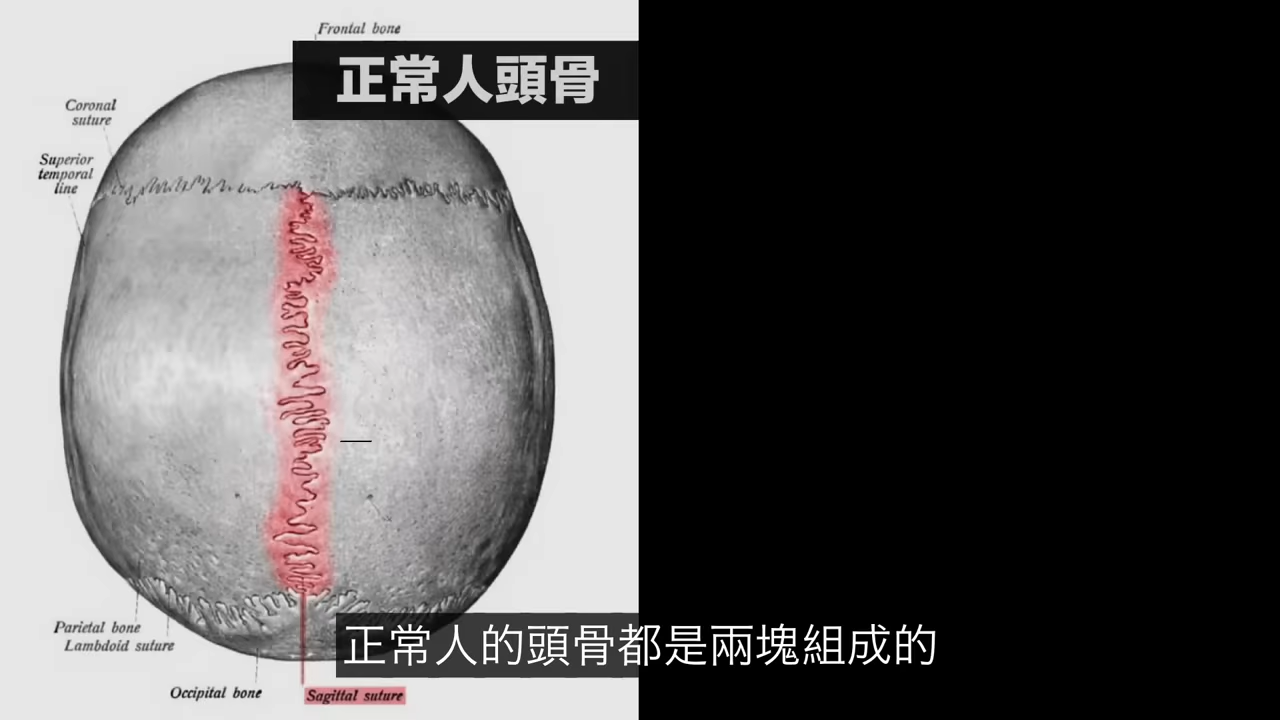 Frontal bone
正常人頭骨
Coronal
suture
Superior
temporal
line
Parietal bone
Lambdoid suture
正常人的頭骨都是兩塊組成的
Occipital bone
Sagittal suture